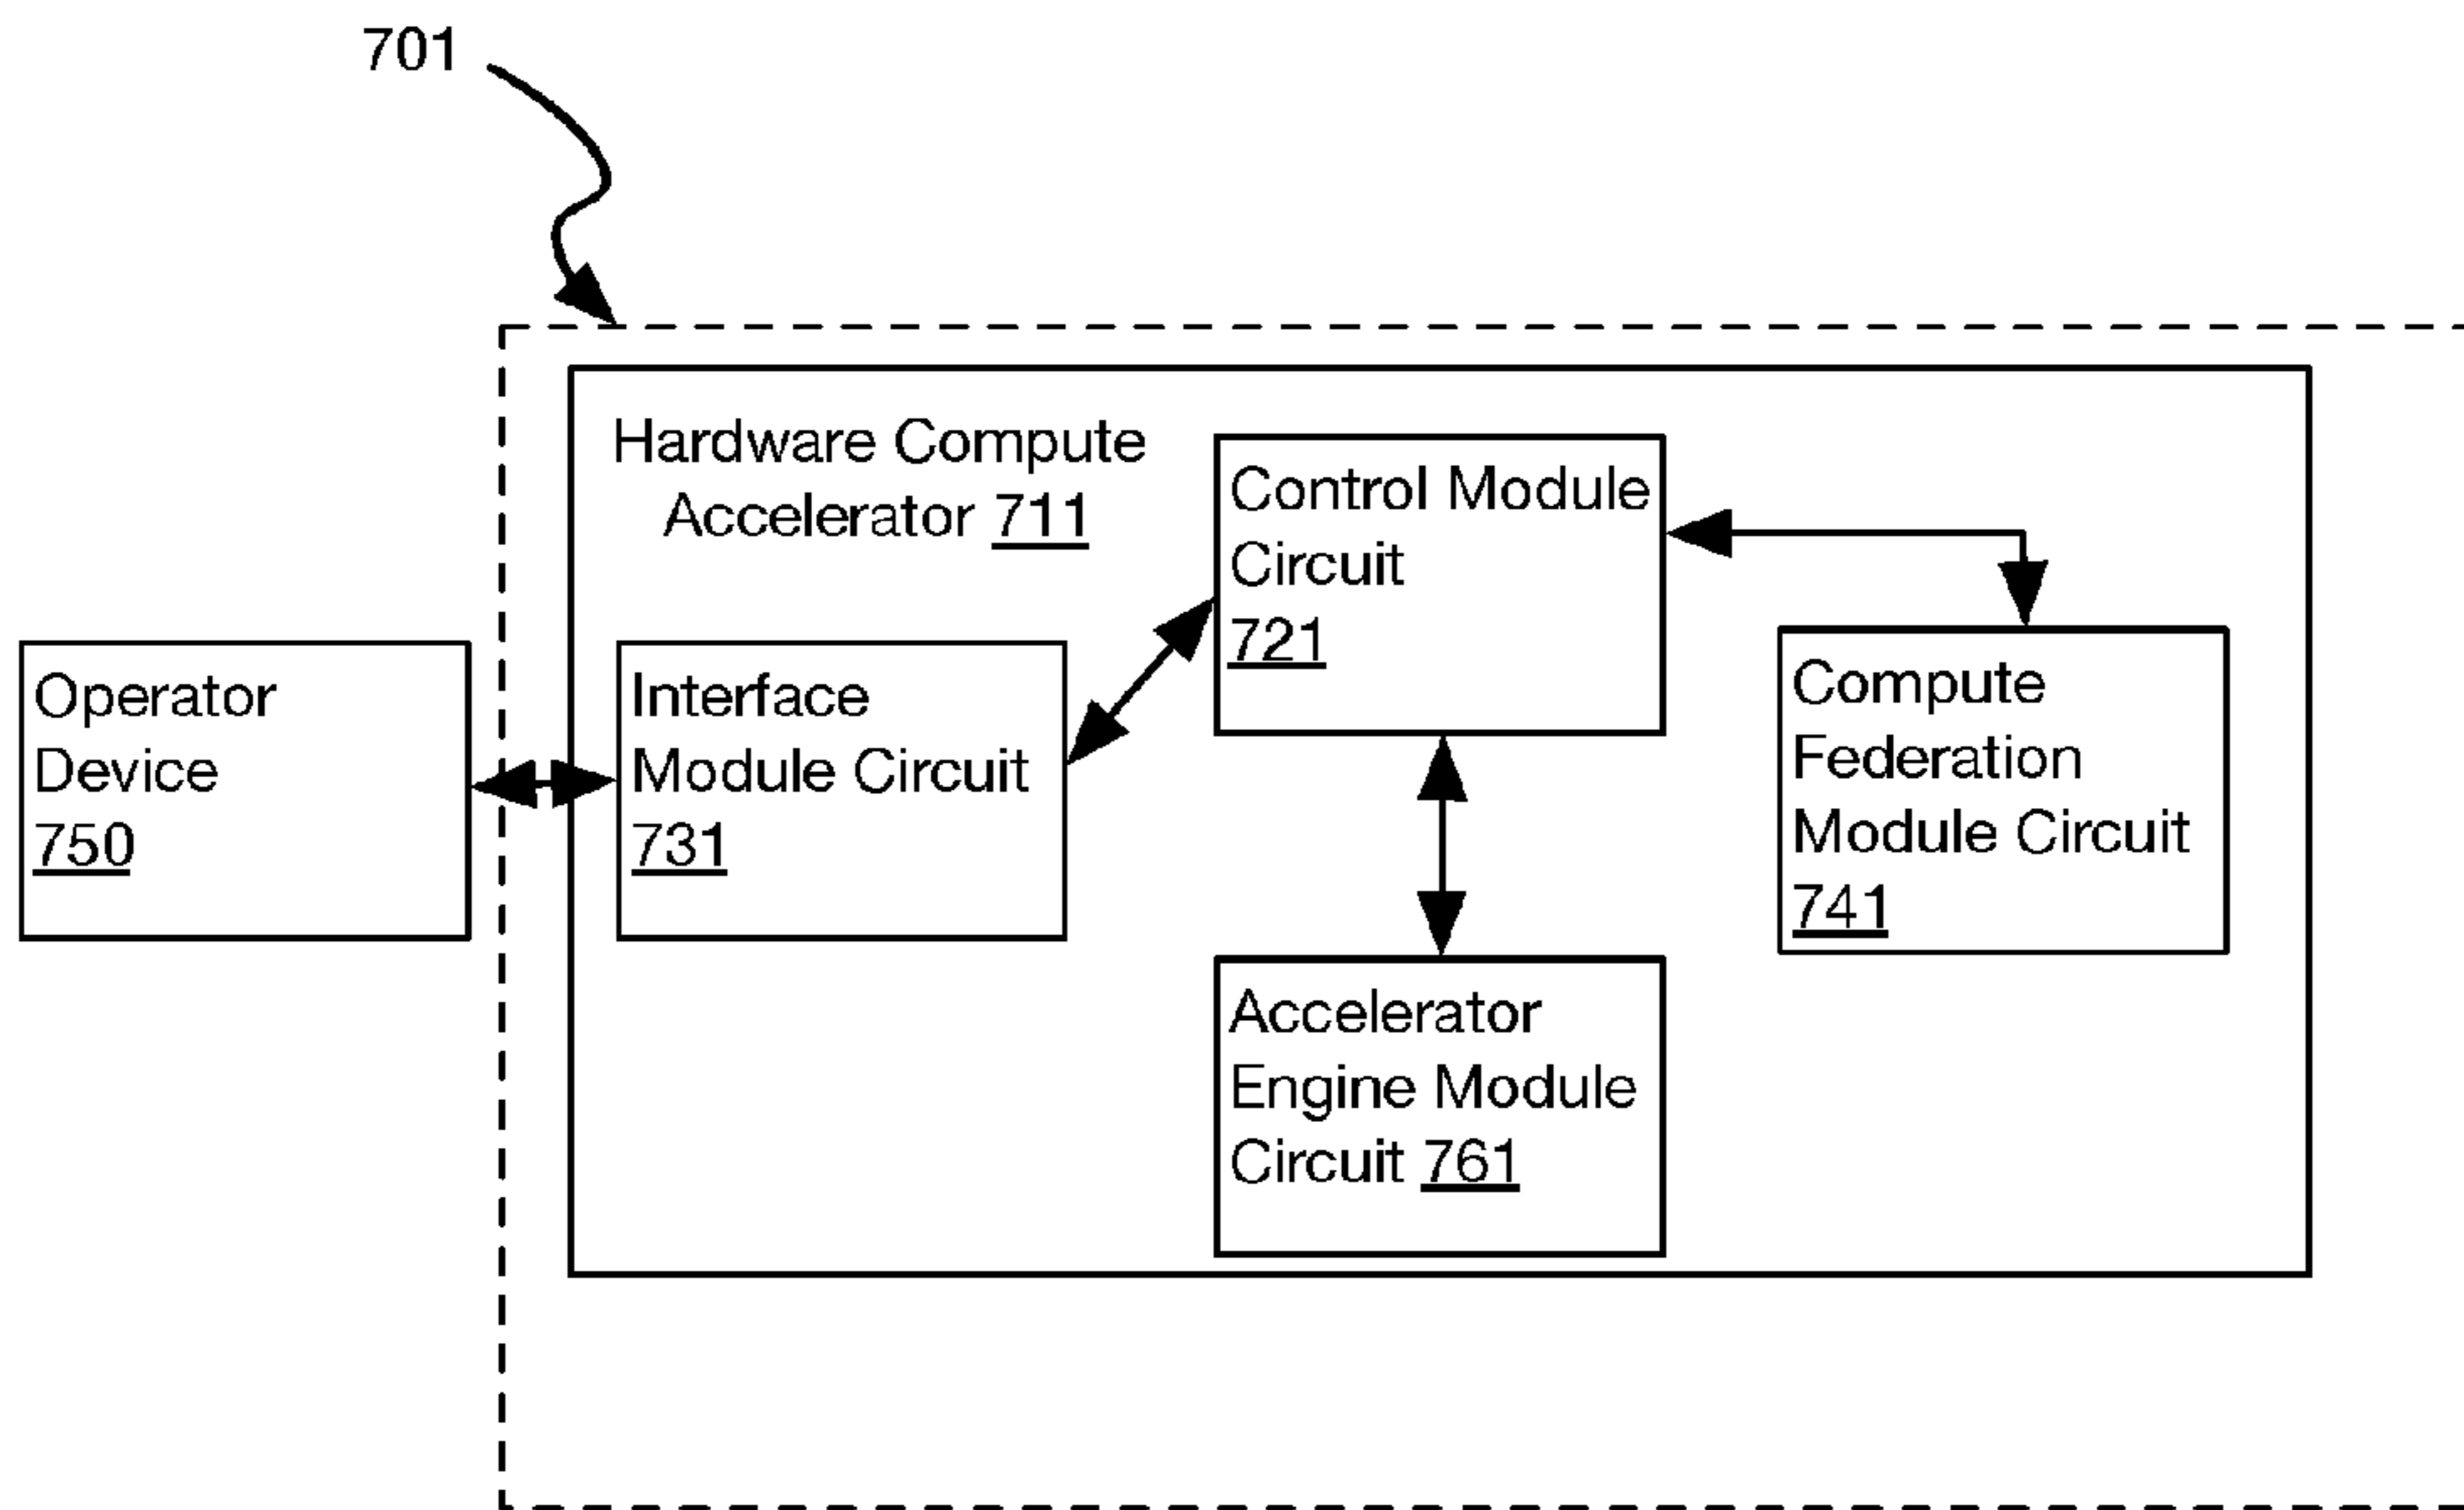 701
Hardware Compute
Accelerator 711
Control Module
Circuit
721
Operator
Device
750
Interface
Module Circuit
731
Compute
Federation
Module Circuit
741
Accelerator
Engine Module
Circuit 761